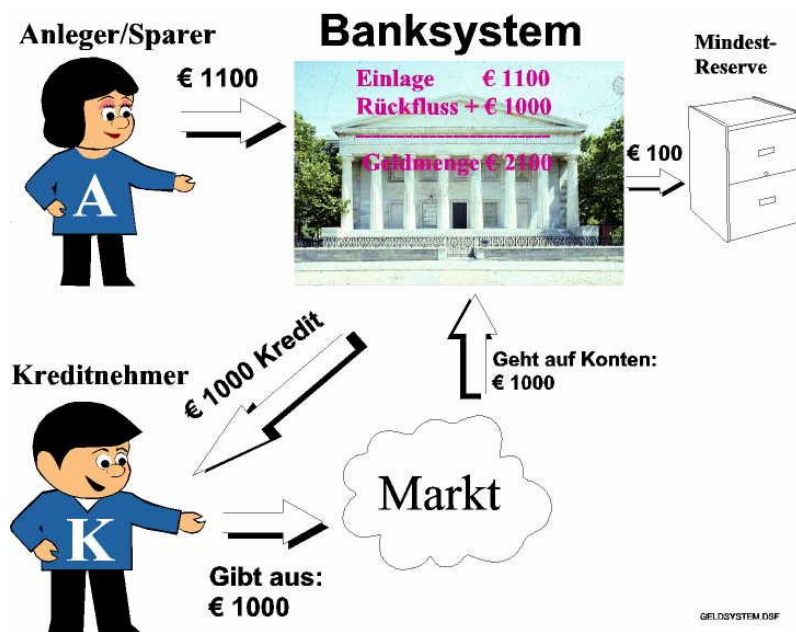 Anleger/Sparer
Banksystem
Mindest-
Reserve
€ 1100
Einlage € 1100
Rückfluss + € 1000
Geldmenge € 2100
€ 100
A
€ 1000 Kredit
Geht auf Konten:
€ 1000
Kreditnehmer
K
Markt
Gibt aus:
€ 1000
GELDSYSTEM.DSF